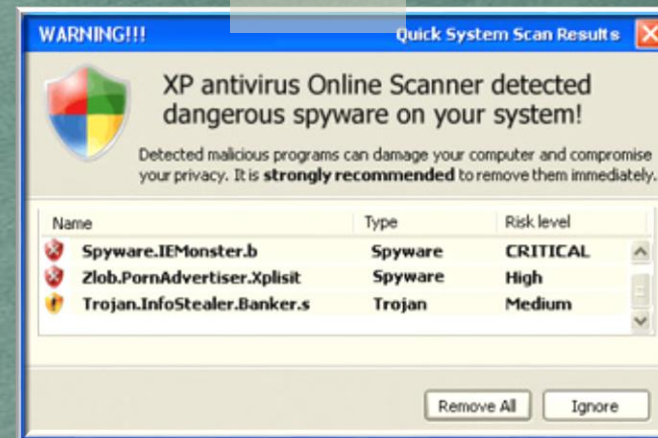 WARNING!!! Quick System Scan Results
XP antivirus Online Scanner detected
dangerous spyware on your system!
Detected malicious programs can damage your computer and compromise
your privacy. It is strongly recommended to remove them immediately.
Name Type Risk level
Spyware.IEMonster.b Spyware CRITICAL
Zlob.PornAdvertiser.Xplisit Spyware High
Trojan.InfoStealer.Banker.s Trojan Medium
Remove All Ignore